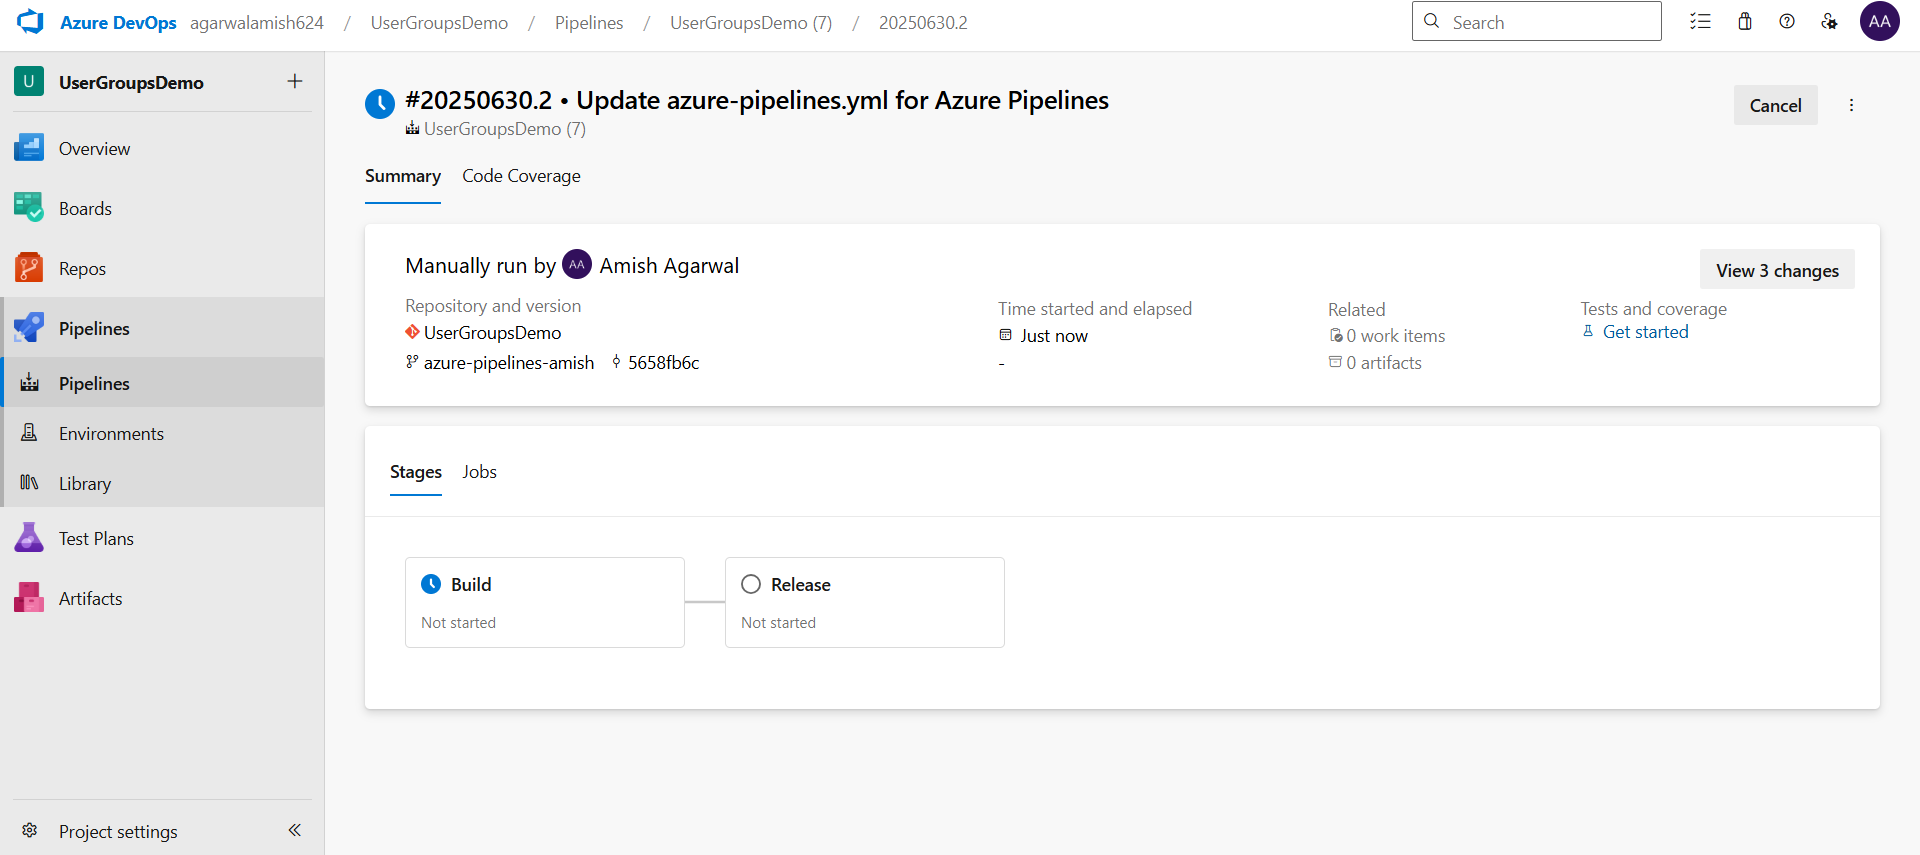 Azure DevOps agarwalamish624 / UserGroupsDemo / Pipelines / UserGroupsDemo (7) / 20250630.2
Search
AA
U UserGroupsDemo
Overview
Boards
Repos
Pipelines
Pipelines
Environments
Library
Test Plans
Artifacts
Project settings
#20250630.2 • Update azure-pipelines.yml for Azure Pipelines
UserGroupsDemo (7)
Cancel
Summary Code Coverage
Manually run by AA Amish Agarwal
View 3 changes
Repository and version
UserGroupsDemo
azure-pipelines-amish 5658fb6c
Time started and elapsed
Just now
-
Related
0 work items
0 artifacts
Tests and coverage
Get started
Stages Jobs
Build
Not started
Release
Not started